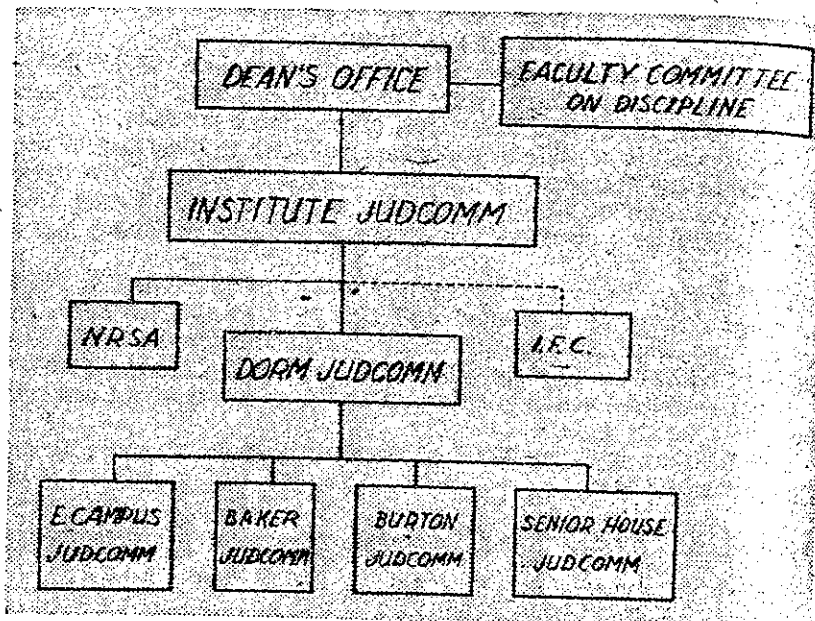 DEAN'S OFFICE
FACULTY COMMITTEE
ON DISCIPLINE
INSTITUTE JUDCOMM
NRSA
DORM JUDCOMM
I.F.C.
E. CAMPUS
JUDCOMM
BAKER
JUDCOMM
BURTON
JUDCOMM
SENIOR HOUSE
JUDCOMM